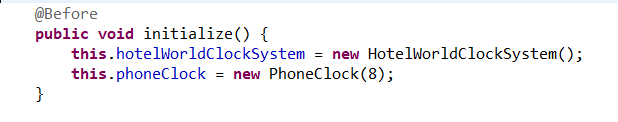 @Before
public void initialize() {
this.hotelWorldClockSystem = new HotelWorldClockSystem();
this.phoneClock = new PhoneClock(8);
}